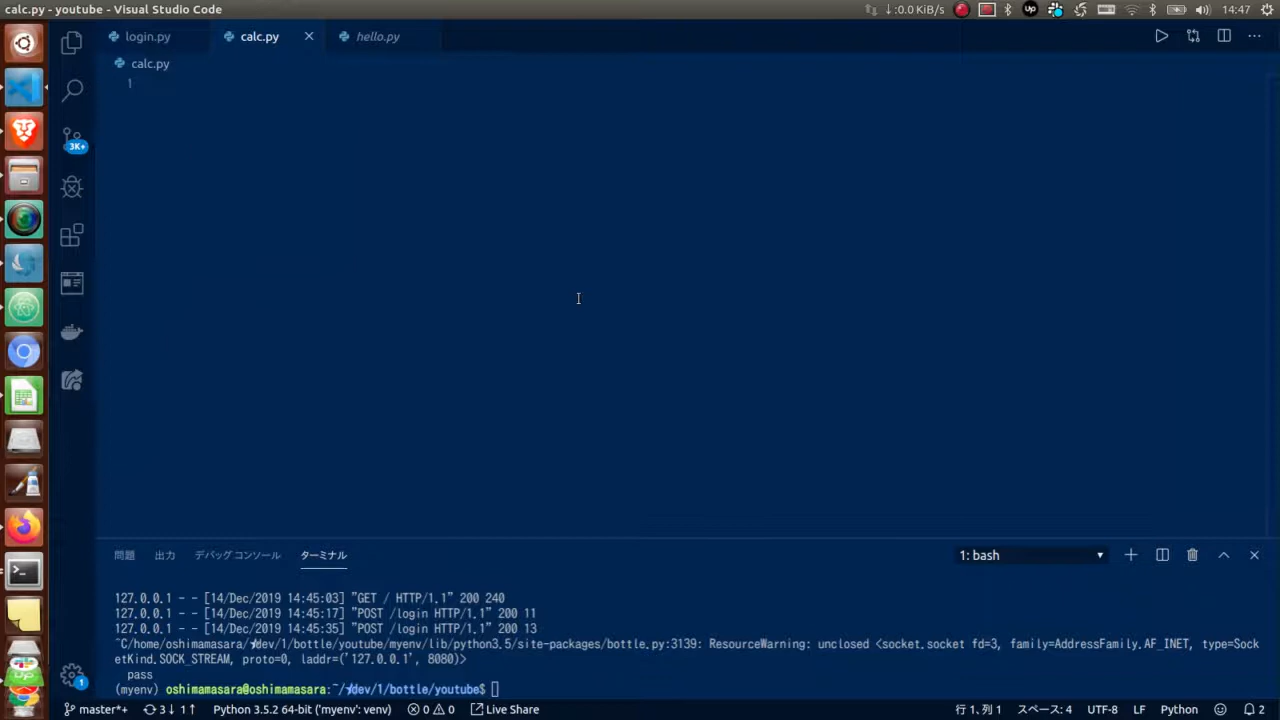 calc.py - youtube - Visual Studio Code
↓:0.0 KiB/s
Up
14:47
login.py
calc.py
hello.py
calc.py
1
3K+
問題
出力
デバッグ コンソール
ターミナル
1: bash
127.0.0.1 - - [14/Dec/2019 14:45:03] "GET / HTTP/1.1" 200 240
127.0.0.1 - - [14/Dec/2019 14:45:17] "POST /login HTTP/1.1" 200 11
127.0.0.1 - - [14/Dec/2019 14:45:35] "POST /login HTTP/1.1" 200 13
^C/home/oshimamasara/★dev/1/bottle/youtube/myenv/lib/python3.5/site-packages/bottle.py:3139: ResourceWarning: unclosed <socket.socket fd=3, family=AddressFamily.AF_INET, type=Soc
ketKind.SOCK_STREAM, proto=0, laddr=('127.0.0.1', 8080)>
pass
(myenv) oshimamasara@oshimamasara:~/★dev/1/bottle/youtube$
1
master*+
3↓ 1↑
Python 3.5.2 64-bit ('myenv': venv)
0
0
Live Share
行 1、列 1
スペース: 4
UTF-8
LF
Python
2